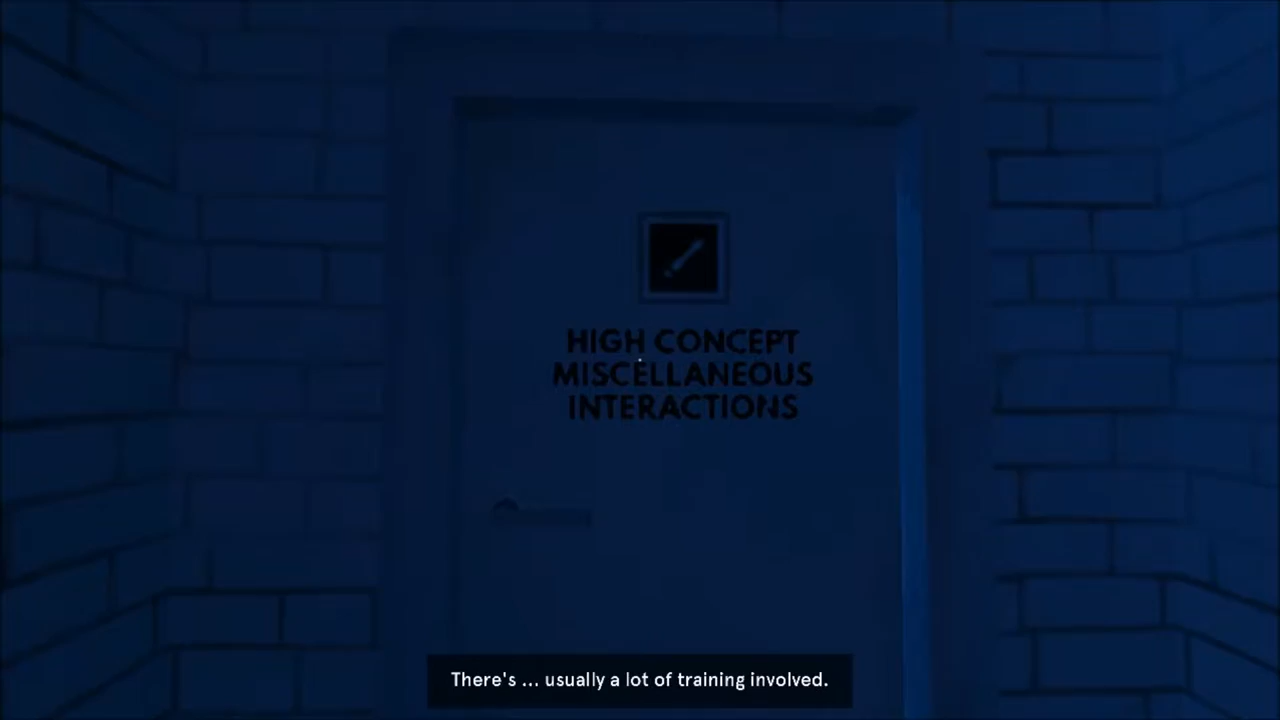 HIGH CONCEPT
MISCELLANEOUS
INTERACTIONS
There's ... usually a lot of training involved.